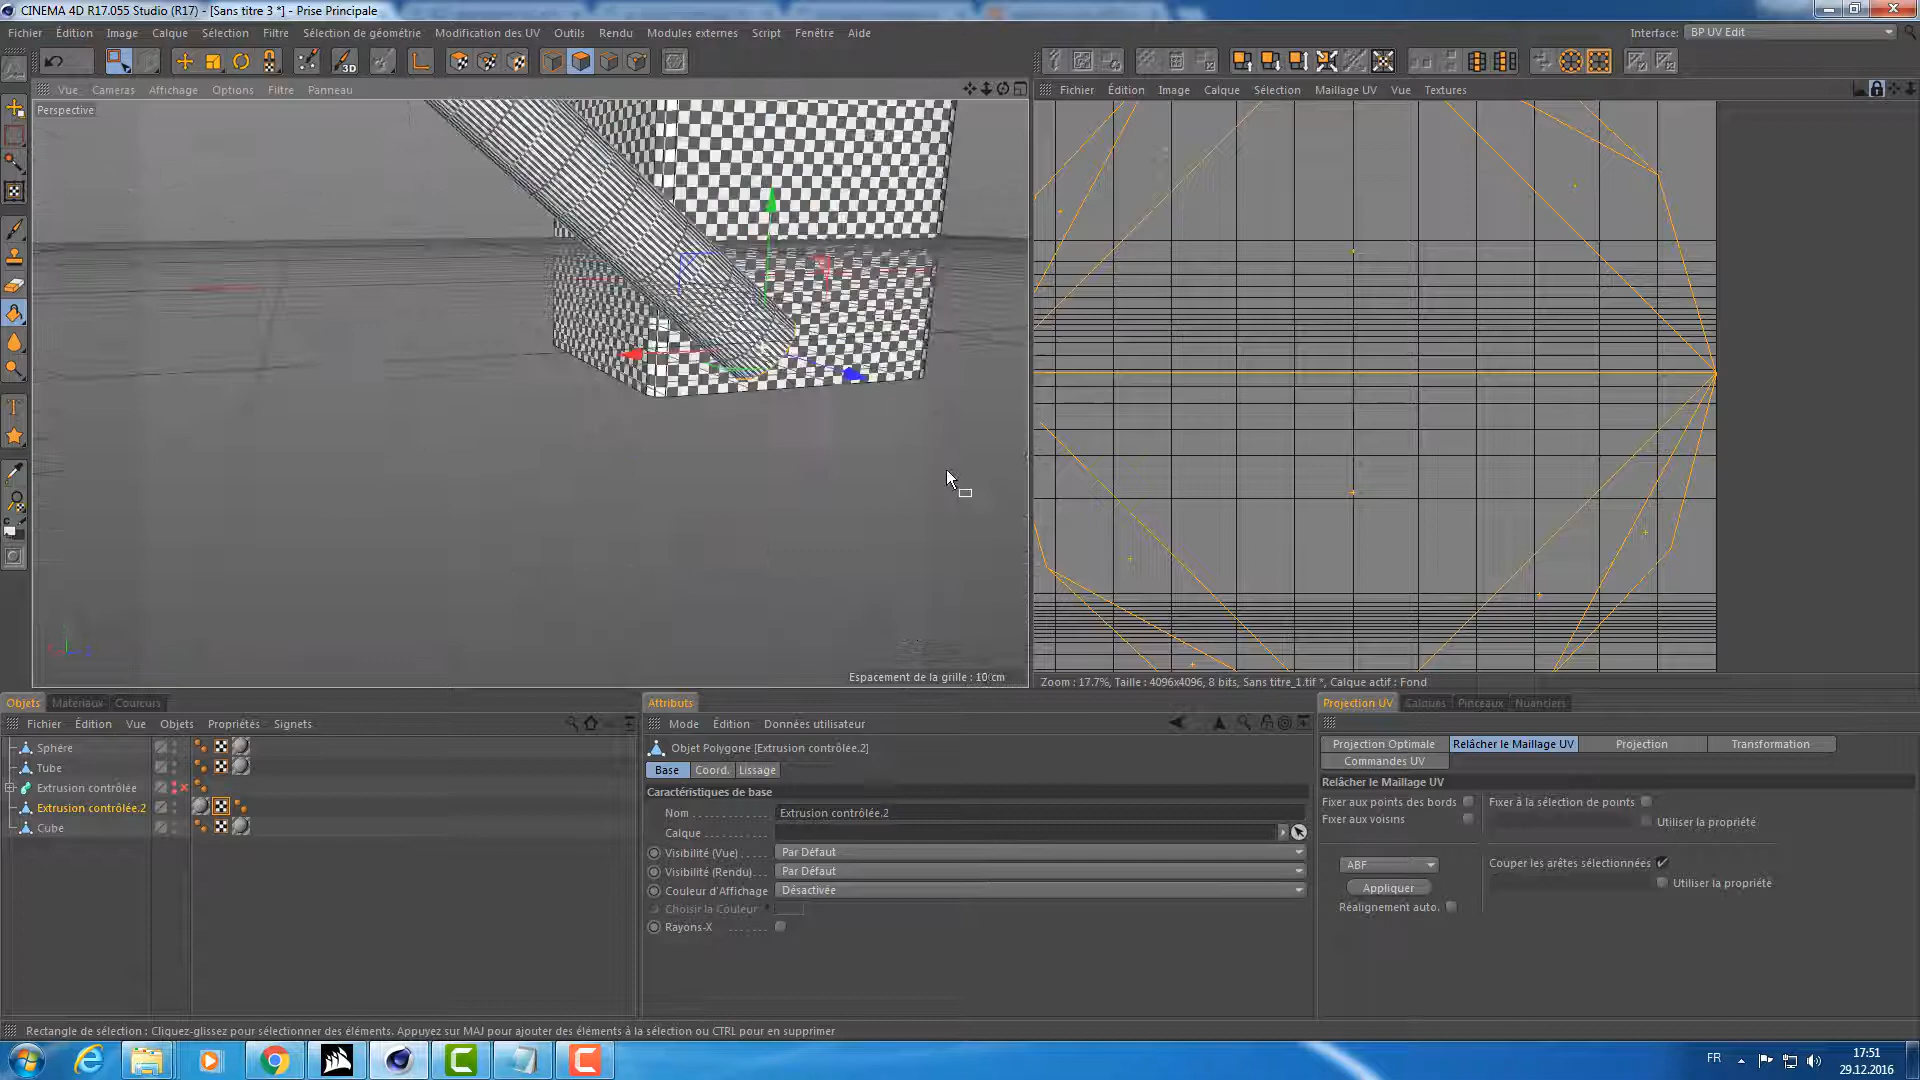 CINEMA 4D R17.055 Studio (R17) - [Sans titre 3 *] - Prise Principale
Fichier Édition Image Calque Sélection Filtre Sélection de géométrie Modification des UV Outils Rendu Modules externes Script Fenêtre Aide
Interface: BP UV Edit
3D
Vue Cameras Affichage Options Filtre Panneau
Fichier Édition Image Calque Sélection Maillage UV Vue Textures
Perspective
Espacement de la grille : 100 cm
Zoom : 17.7%, Taille : 4096x4096, 8 bits, Sans titre_1.tif *, Calque actif : Fond
Objets Matériaux Couleurs
Fichier Édition Vue Objets Propriétés Signets
Sphère
Tube
Extrusion contrôlée
Extrusion contrôlée.2
Cube
Attributs
Mode Édition Données utilisateur
Objet Polygone [Extrusion contrôlée.2]
Base Coord. Lissage
Caractéristiques de base
Nom Extrusion contrôlée.2
Calque
Visibilité (Vue) Par Défaut
Visibilité (Rendu) Par Défaut
Couleur d'Affichage Désactivée
Choisir la Couleur
Rayons-X
Projection UV Calques Pinceaux Nuanciers
Projection Optimale Relâcher le Maillage UV Projection Transformation
Commandes UV
Relâcher le Maillage UV
Fixer aux points des bords Fixer à la sélection de points
Fixer aux voisins Utiliser la propriété
ABF Couper les arêtes sélectionnées
Appliquer Utiliser la propriété
Réalignement auto.
Rectangle de sélection : Cliquez-glissez pour sélectionner des éléments. Appuyez sur MAJ pour ajouter des éléments à la sélection ou CTRL pour en supprimer
FR
17:51
29.12.2016